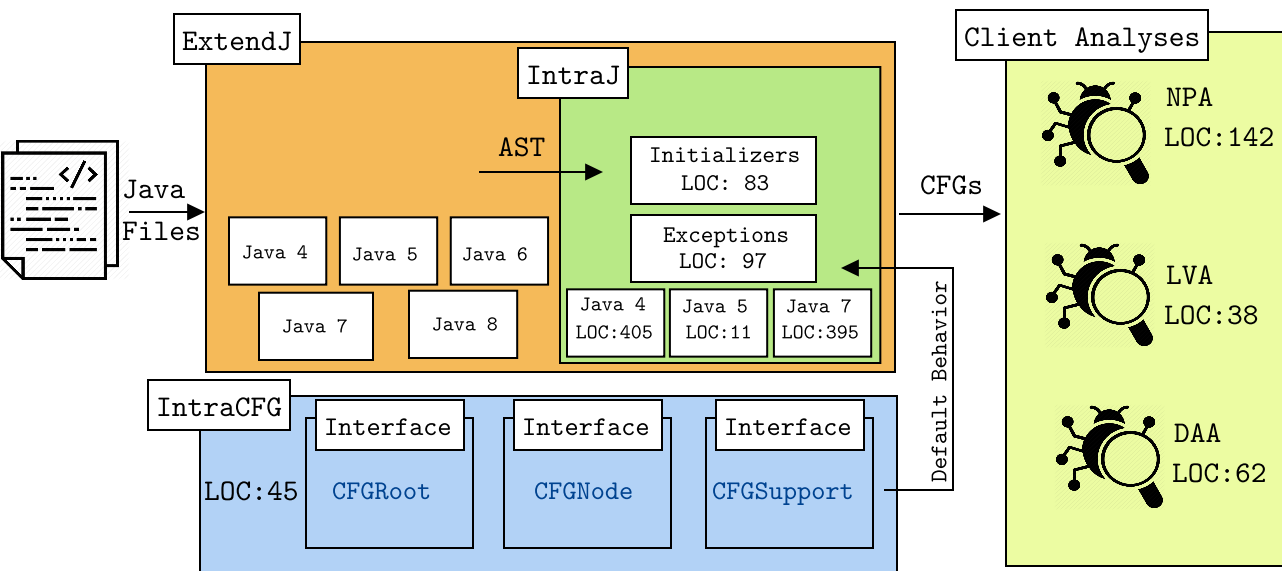 ExtendJ
IntraJ
Client Analyses
Java
Files
</>
AST
Java 4
Java 5
Java 6
Java 7
Java 8
Initializers
LOC: 83
Exceptions
LOC: 97
Java 4
LOC:405
Java 5
LOC:11
Java 7
LOC:395
CFGs
Default Behavior
NPA
LOC:142
LVA
LOC:38
DAA
LOC:62
IntraCFG
LOC:45
Interface
CFGRoot
Interface
CFGNode
Interface
CFGSupport